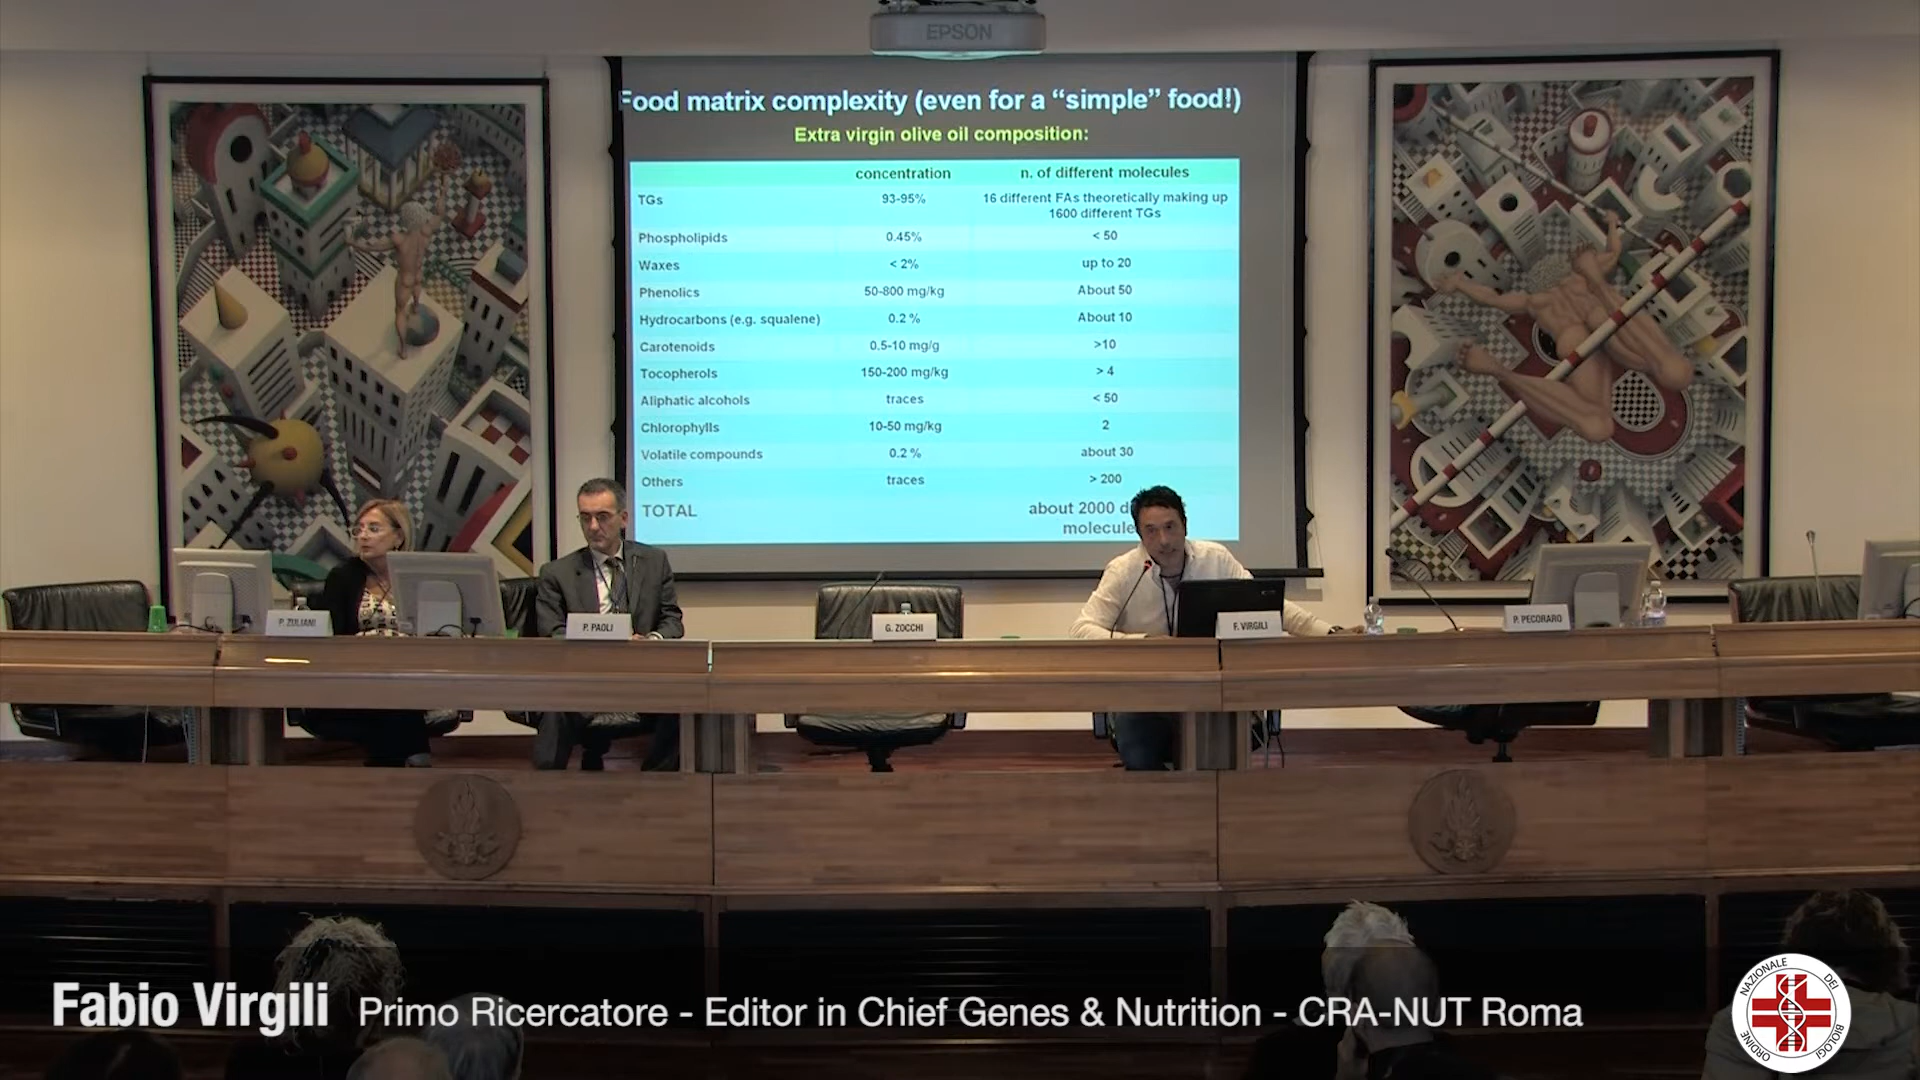 EPSON
Food matrix complexity (even for a “simple” food!)
Extra virgin olive oil composition:
concentration n. of different molecules
TGs 93-95% 16 different FAs theoretically making up
1600 different TGs
Phospholipids 0.45% < 50
Waxes < 2% up to 20
Phenolics 50-800 mg/kg About 50
Hydrocarbons (e.g. squalene) 0.2 % About 10
Carotenoids 0.5-10 mg/g >10
Tocopherols 150-200 mg/kg > 4
Aliphatic alcohols traces < 50
Chlorophylls 10-50 mg/kg 2
Volatile compounds 0.2 % about 30
Others traces > 200
TOTAL about 2000 d
molecule
P. ZULIANI
P. PAOLI
G. ZOCCHI
F. VIRGILI
P. PECORARO
Fabio Virgili Primo Ricercatore - Editor in Chief Genes & Nutrition - CRA-NUT Roma
ORDINE NAZIONALE DEI BIOLOGI